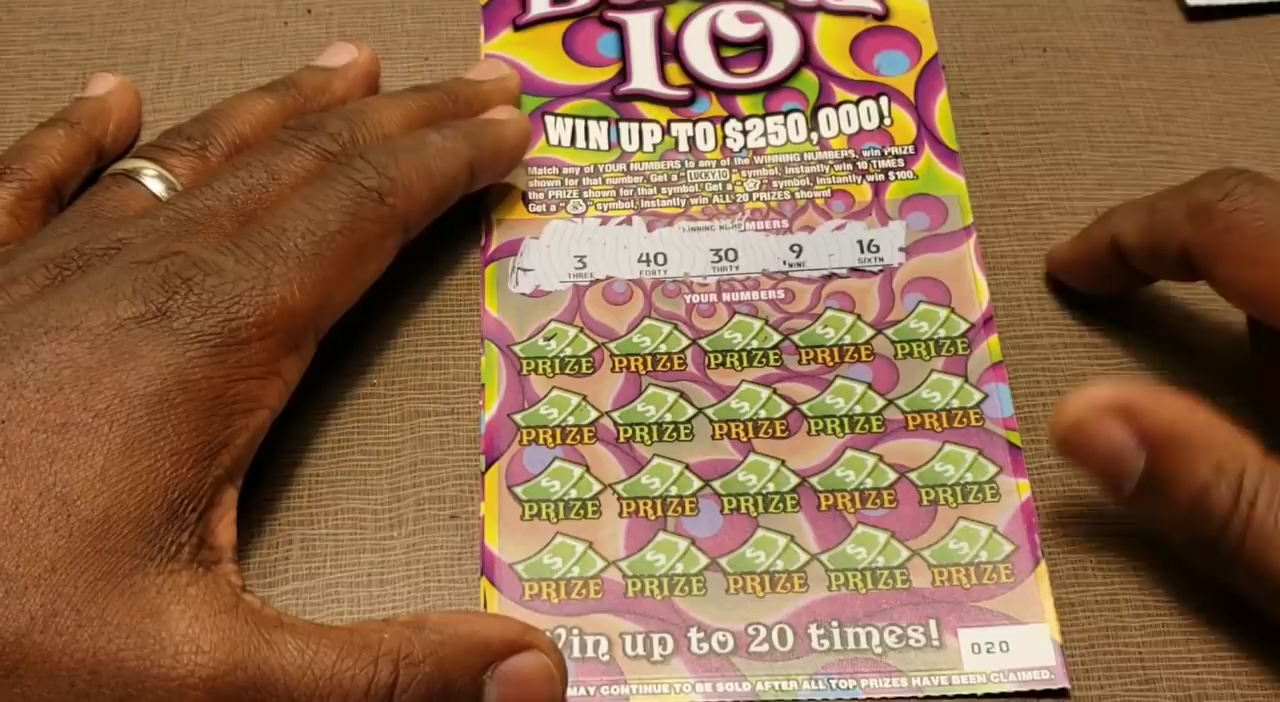 10
WIN UP TO $250,000!
Match any of YOUR NUMBERS to any of the WINNING NUMBERS, win PRIZE
shown for that number. Get a "LUCKY10" symbol, instantly win 10 TIMES
the PRIZE shown for that symbol. Get a " " symbol, instantly win $100.
Get a " " symbol, instantly win ALL 20 PRIZES shown!
WINNING NUMBERS
3 40 30 9 16
THREE FORTY THRTY NINE SIXTN
YOUR NUMBERS
PRIZE PRIZE PRIZE PRIZE PRIZE
PRIZE PRIZE PRIZE PRIZE PRIZE
PRIZE PRIZE PRIZE PRIZE PRIZE
PRIZE PRIZE PRIZE PRIZE PRIZE
Win up to 20 times!
020
MAY CONTINUE TO BE SOLD AFTER ALL TOP PRIZES HAVE BEEN CLAIMED.